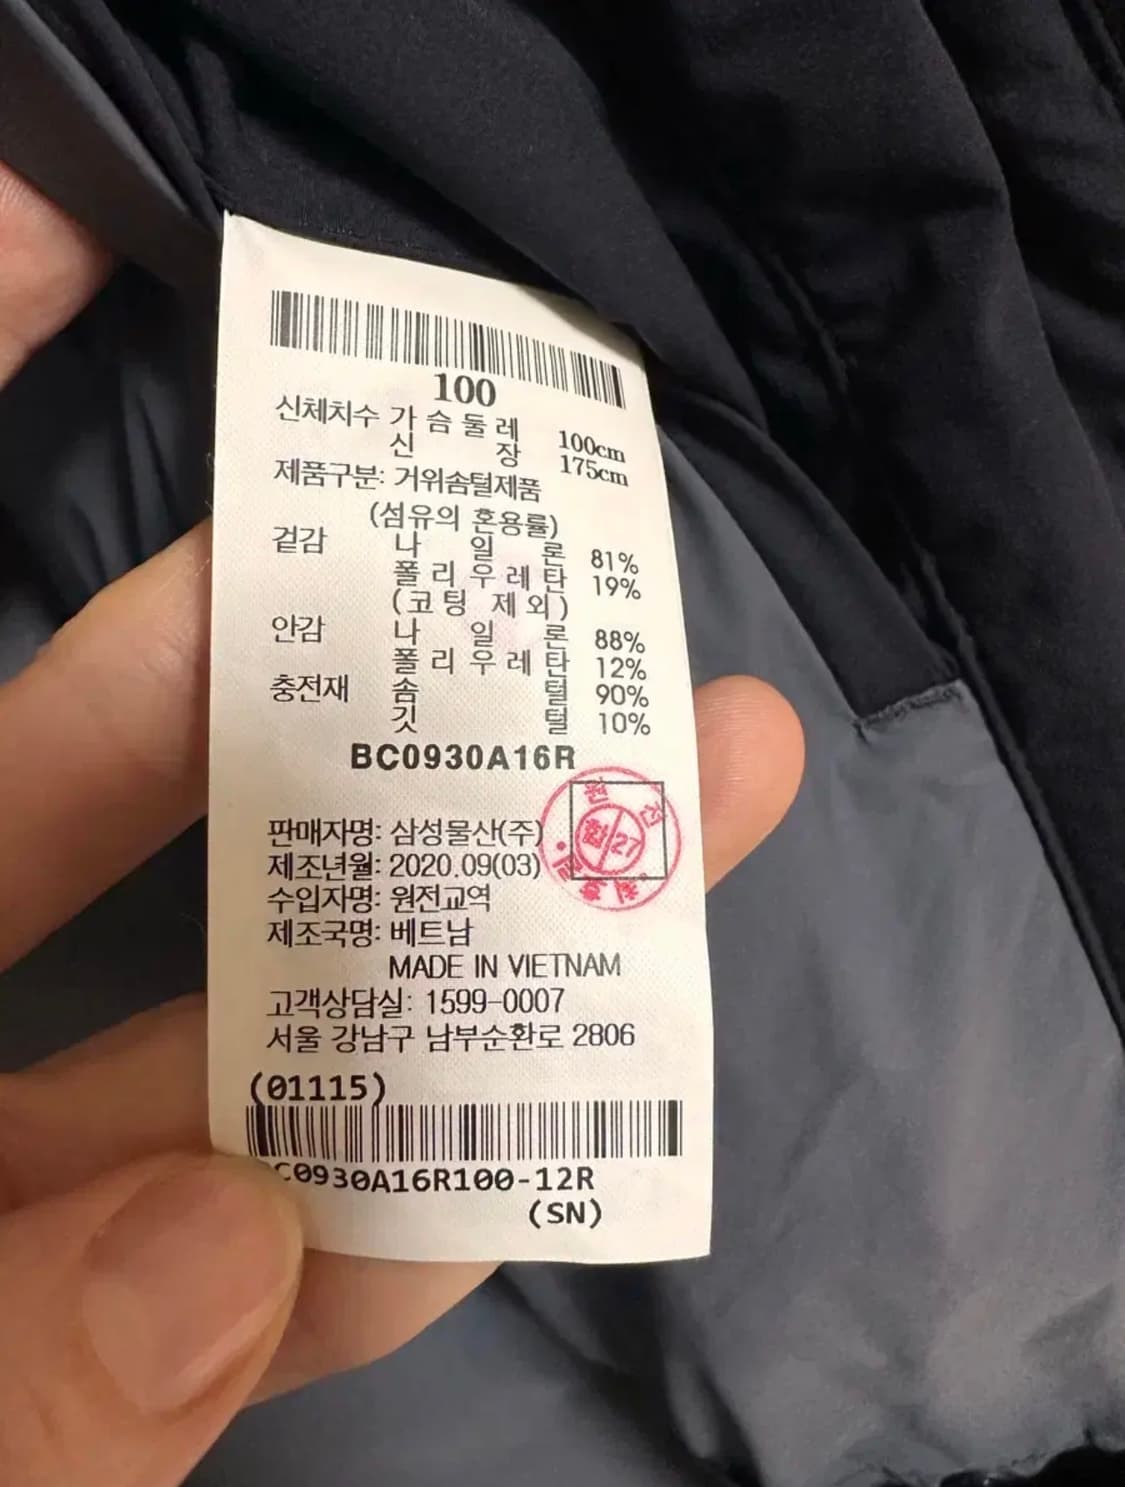 100
신체치수 가슴둘레 100cm
신장 175cm
제품구분: 거위솜털제품
(섬유의 혼용률)
겉감 나일론 81%
폴리우레탄 19%
(코팅 제외)
안감 나일론 88%
폴리우레탄 12%
충전재 솜털 90%
깃털 10%
BC0930A16R
원전
합 27
판매자명: 삼성물산(주)
제조년월: 2020.09(03)
수입자명: 원전교역
제조국명: 베트남
MADE IN VIETNAM
고객상담실: 1599-0007
서울 강남구 남부순환로 2806
(01115)
C0930A16R100-12R
(SN)